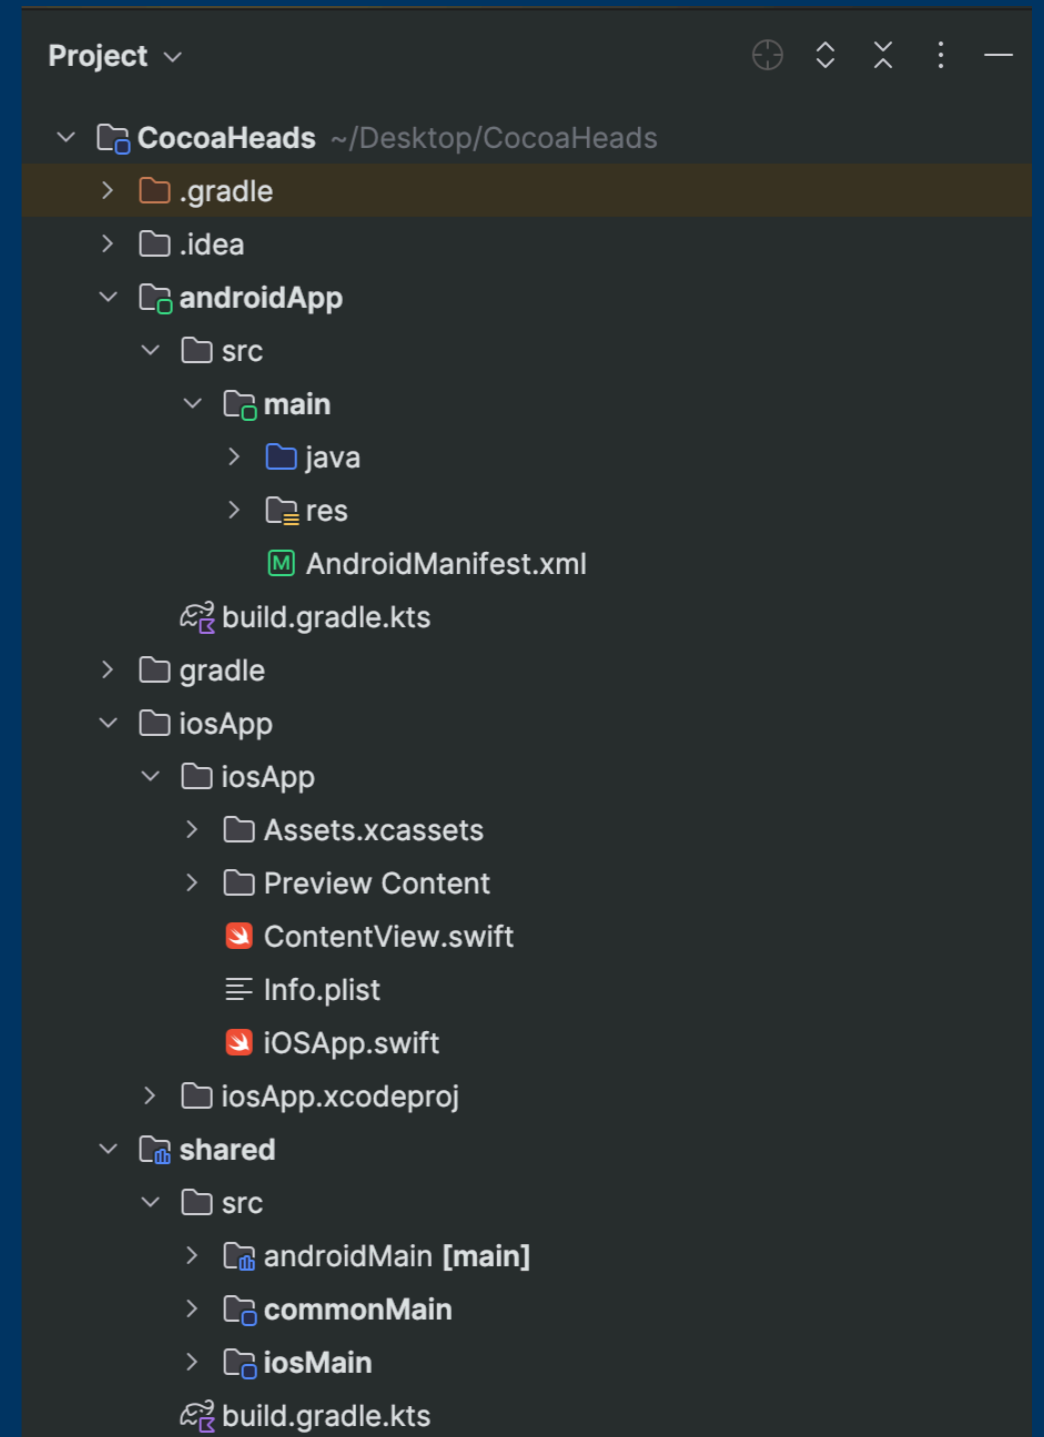 Project
CocoaHeads ~/Desktop/CocoaHeads
.gradle
.idea
androidApp
src
main
java
res
M AndroidManifest.xml
build.gradle.kts
gradle
iosApp
iosApp
Assets.xcassets
Preview Content
ContentView.swift
Info.plist
iOSApp.swift
iosApp.xcodeproj
shared
src
androidMain [main]
commonMain
iosMain
build.gradle.kts